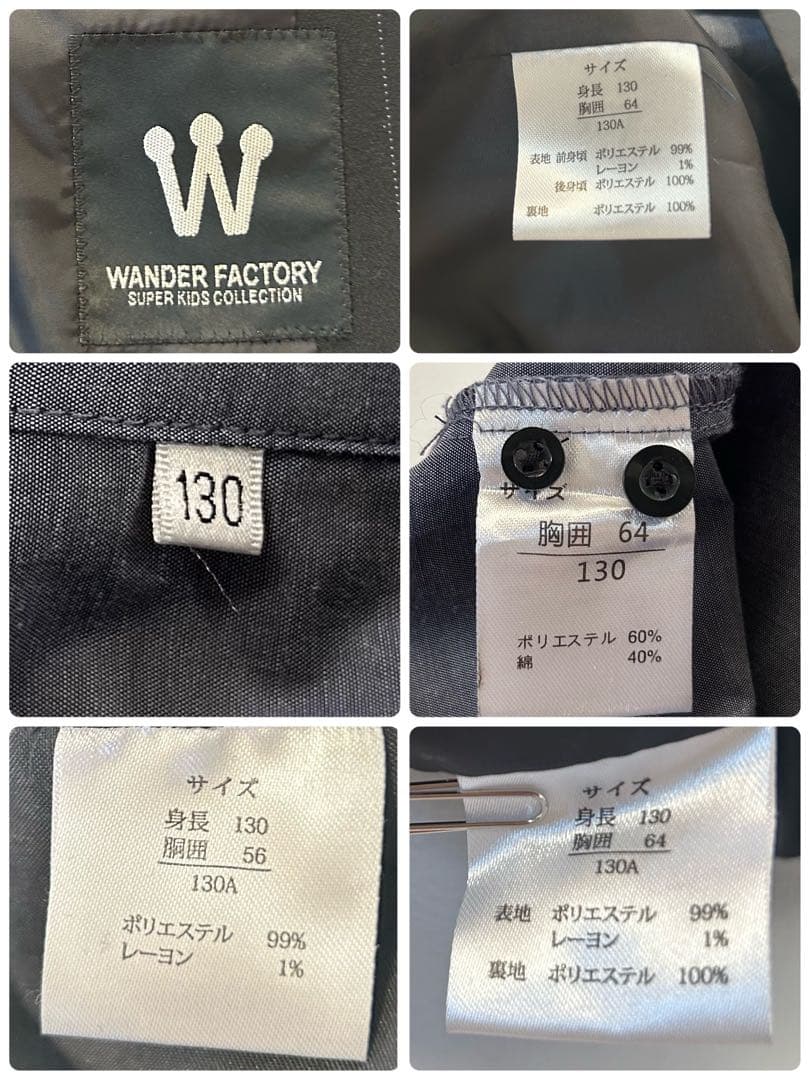 WANDER FACTORY
SUPER KIDS COLLECTION
サイズ
身長 130
胸囲 64
130A
表地 前身頃 ポリエステル 99%
レーヨン 1%
後身頃 ポリエステル 100%
裏地 ポリエステル 100%
130
サイズ
胸囲 64
130
ポリエステル 60%
綿 40%
サイズ
身長 130
胴囲 56
130A
ポリエステル 99%
レーヨン 1%
サイズ
身長 130
胸囲 64
130A
表地 ポリエステル 99%
レーヨン 1%
裏地 ポリエステル 100%